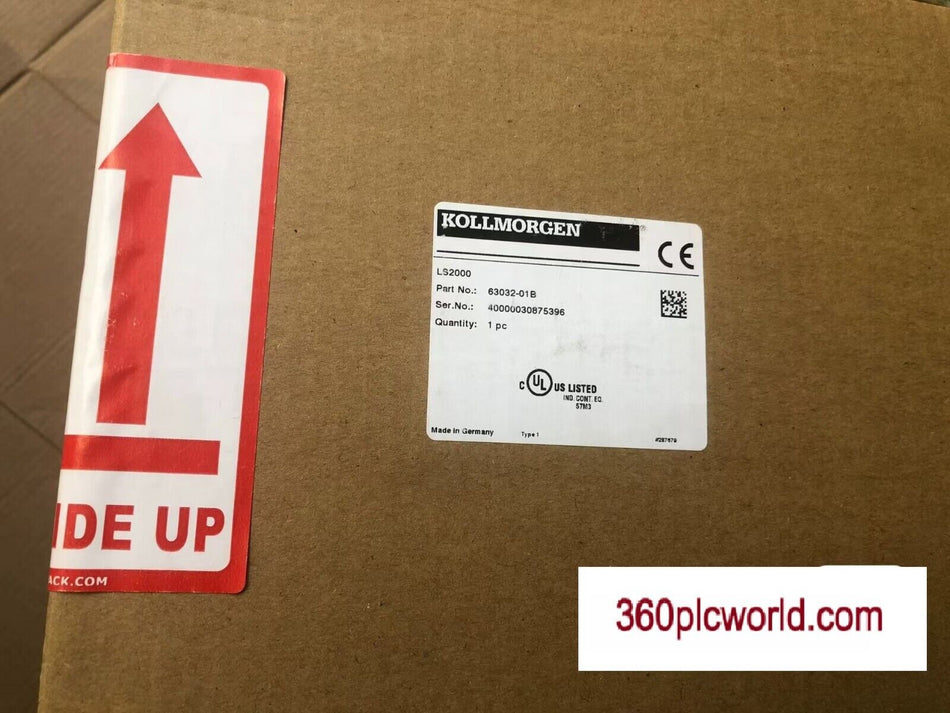 KOLLMORGEN ®
CE
LS2000
Part No.: 63032-01B
Ser.No.: 40000030875396
Quantity: 1 pc
C UL US LISTED
IND. CONT. EQ.
57M3
Made in Germany Type 1 #287679
IDE UP
ACK.COM
360plcworld.com